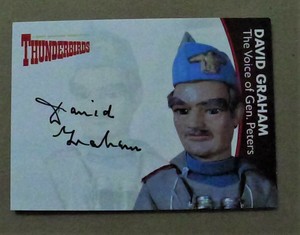 THUNDERBIRDS
David
Graham
DAVID GRAHAM
The Voice of Gen. Peters